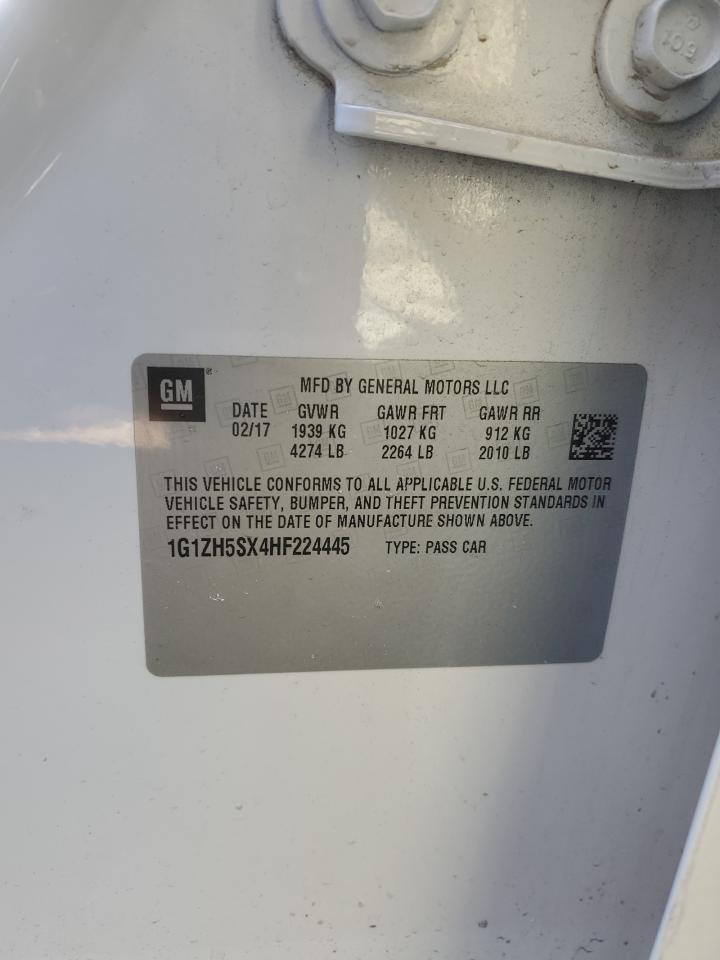 10.9
GM
MFD BY GENERAL MOTORS LLC
DATE GVWR GAWR FRT GAWR RR
02/17 1939 KG 1027 KG 912 KG
4274 LB 2264 LB 2010 LB
THIS VEHICLE CONFORMS TO ALL APPLICABLE U.S. FEDERAL MOTOR
VEHICLE SAFETY, BUMPER, AND THEFT PREVENTION STANDARDS IN
EFFECT ON THE DATE OF MANUFACTURE SHOWN ABOVE.
1G1ZH5SX4HF224445 TYPE: PASS CAR